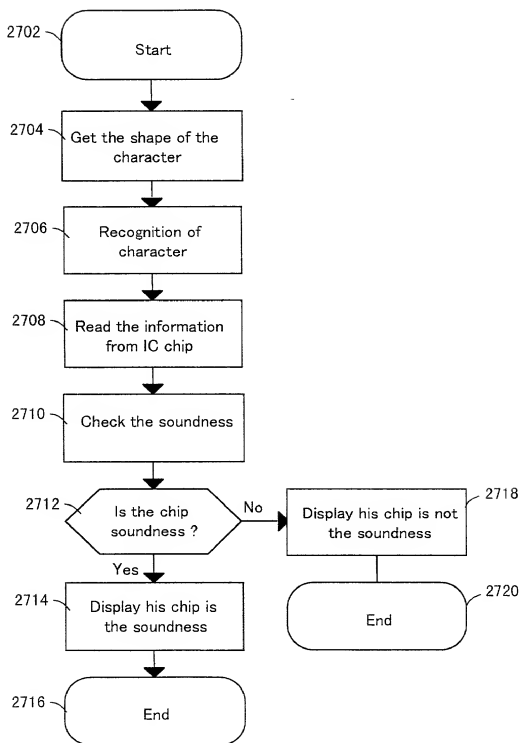 2702
Start
2704
Get the shape of the
character
2706
Recognition of
character
2708
Read the information
from IC chip
2710
Check the soundness
2712
Is the chip
soundness ?
No
2718
Display his chip is not
the soundness
Yes
2714
Display his chip is
the soundness
2720
End
2716
End